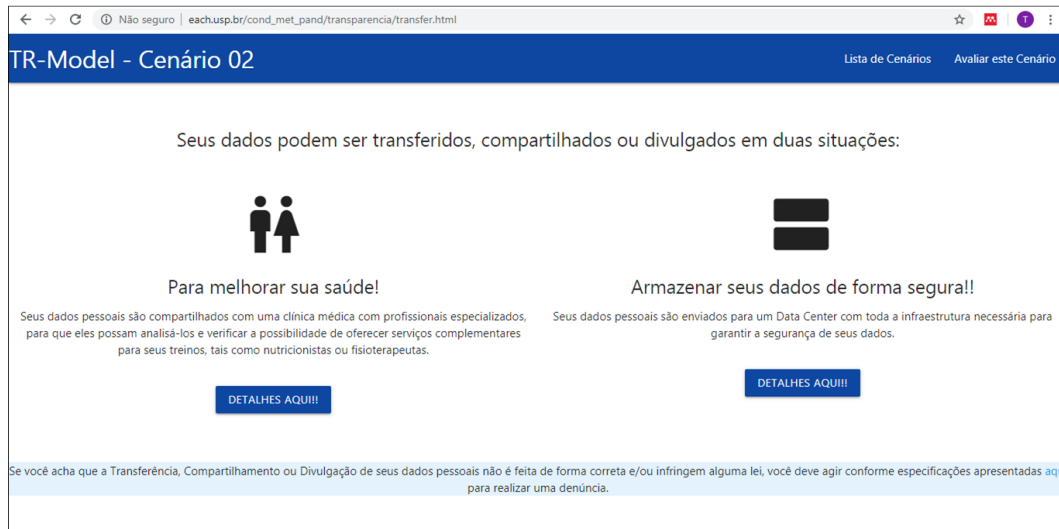 Não seguro | each.usp.br/cond_met_pand/transparencia/transfer.html
T
TR-Model - Cenário 02
Lista de Cenários Avaliar este Cenário
Seus dados podem ser transferidos, compartilhados ou divulgados em duas situações:
Para melhorar sua saúde!
Seus dados pessoais são compartilhados com uma clínica médica com profissionais especializados,
para que eles possam analisá-los e verificar a possibilidade de oferecer serviços complementares
para seus treinos, tais como nutricionistas ou fisioterapeutas.
DETALHES AQUI!!!
Armazenar seus dados de forma segura!!
Seus dados pessoais são enviados para um Data Center com toda a infraestrutura necessária para
garantir a segurança de seus dados.
DETALHES AQUI!!!
Se você acha que a Transferência, Compartilhamento ou Divulgação de seus dados pessoais não é feita de forma correta e/ou infringem alguma lei, você deve agir conforme especificações apresentadas aq
para realizar uma denúncia.